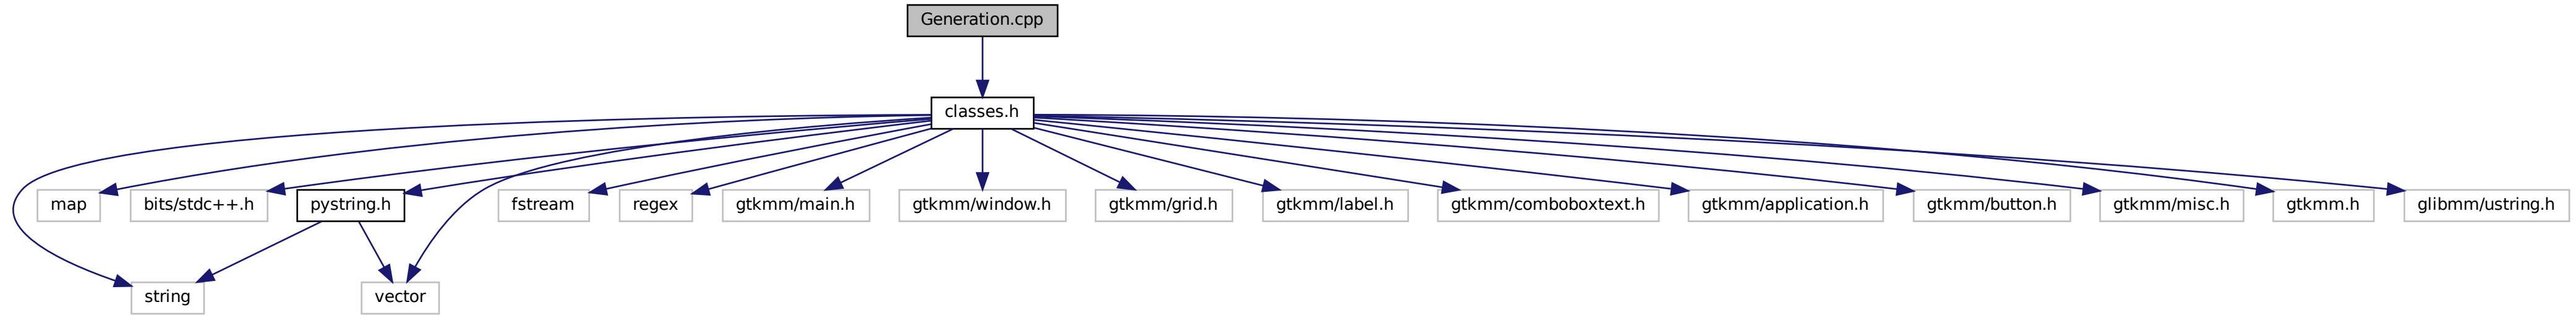 Generation.cpp
classes.h
map
bits/stdc++.h
pystring.h
fstream
regex
gtkmm/main.h
gtkmm/window.h
gtkmm/grid.h
gtkmm/label.h
gtkmm/comboboxtext.h
gtkmm/application.h
gtkmm/button.h
gtkmm/misc.h
gtkmm.h
glibmm/ustring.h
string
vector